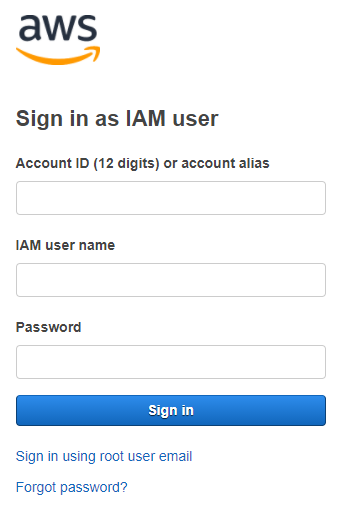 aws
Sign in as IAM user
Account ID (12 digits) or account alias
IAM user name
Password
Sign in
Sign in using root user email
Forgot password?